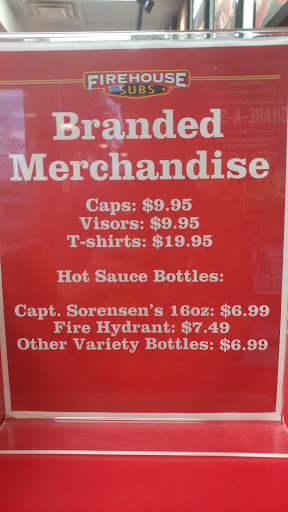 FIREHOUSE
SUBS
Branded
Merchandise
Caps: $9.95
Visors: $9.95
T-shirts: $19.95
Hot Sauce Bottles:
Capt. Sorensen's 16oz: $6.99
Fire Hydrant: $7.49
Other Variety Bottles: $6.99
SHARE-A-S